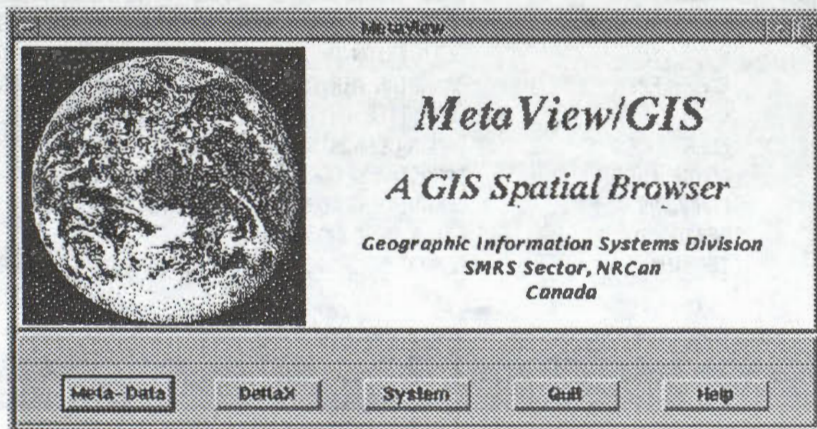 MetaView
MetaView/GIS
A GIS Spatial Browser
Geographic Information Systems Division
SMRS Sector, NRCan
Canada
Meta-Data DeltaX System Quit Help